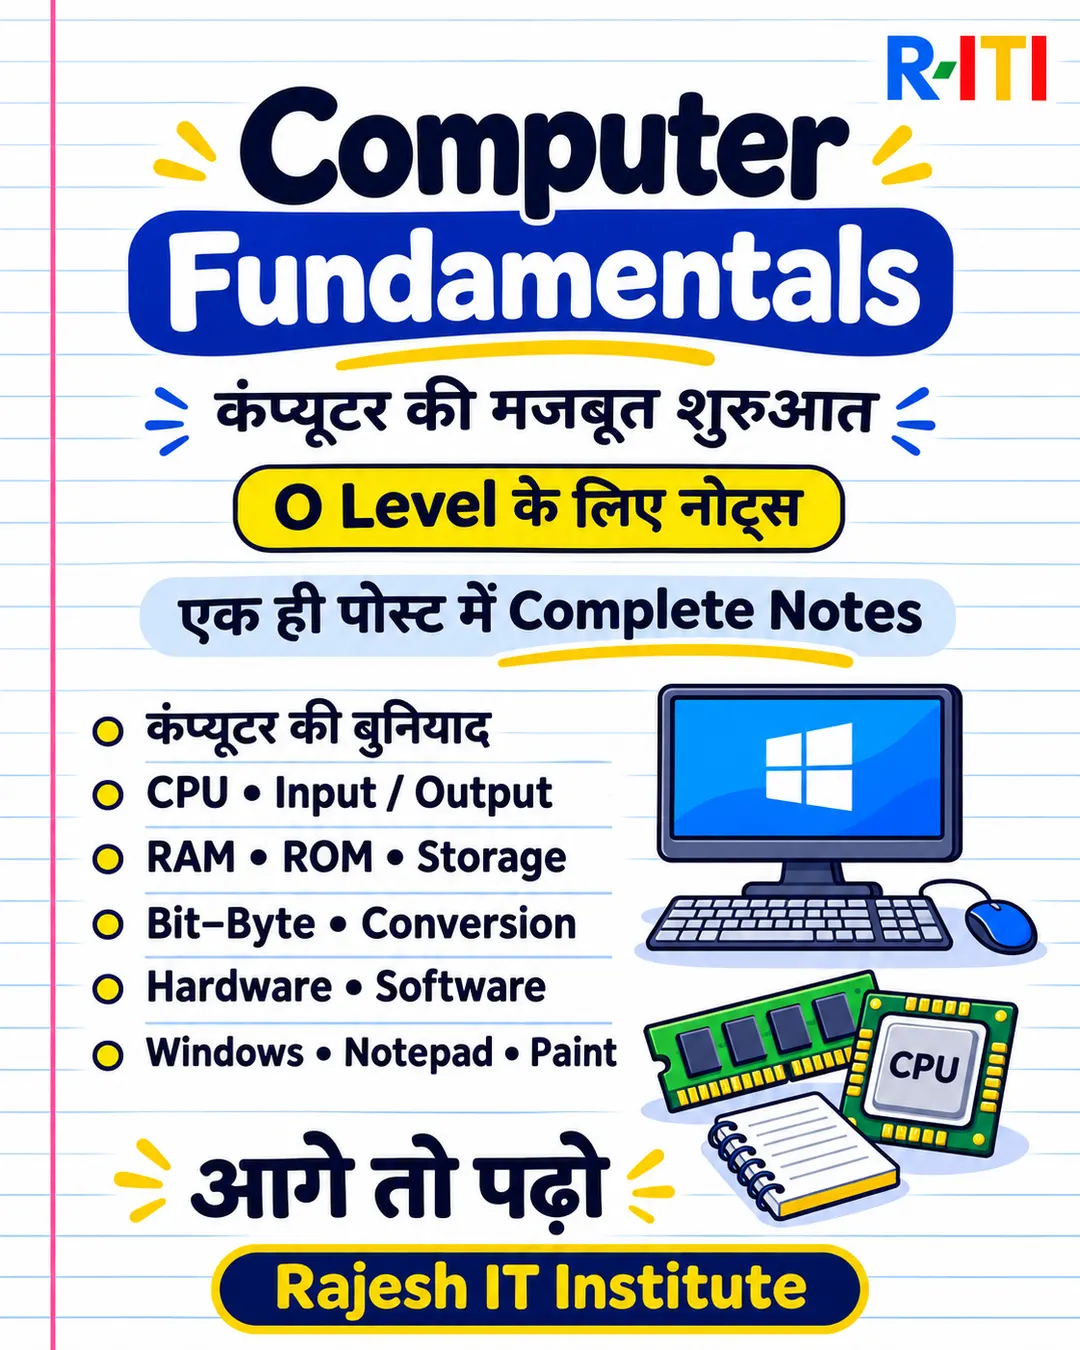 R-ITI
Computer
Fundamentals
कंप्यूटर की मजबूत शुरुआत
O Level के लिए नोट्स
एक ही पोस्ट में Complete Notes
कंप्यूटर की बुनियाद
CPU • Input / Output
RAM • ROM • Storage
Bit–Byte • Conversion
Hardware • Software
Windows • Notepad • Paint
CPU
आगे तो पढ़ो
Rajesh IT Institute